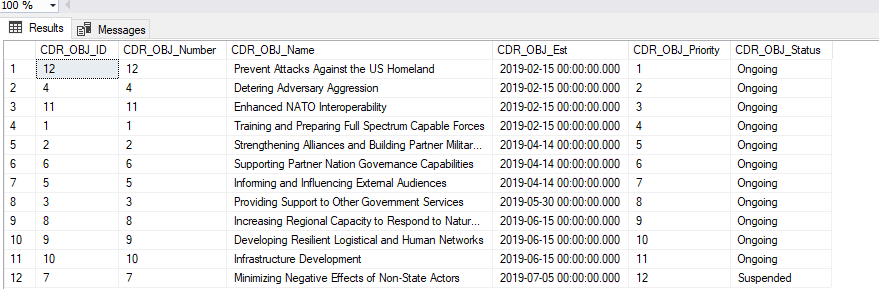 100 %
Results Messages
CDR_OBJ_ID CDR_OBJ_Number CDR_OBJ_Name CDR_OBJ_Est CDR_OBJ_Priority CDR_OBJ_Status
1 12 12 Prevent Attacks Against the US Homeland 2019-02-15 00:00:00.000 1 Ongoing
2 4 4 Detering Adversary Aggression 2019-02-15 00:00:00.000 2 Ongoing
3 11 11 Enhanced NATO Interoperability 2019-02-15 00:00:00.000 3 Ongoing
4 1 1 Training and Preparing Full Spectrum Capable Forces 2019-02-15 00:00:00.000 4 Ongoing
5 2 2 Strengthening Alliances and Building Partner Militar... 2019-04-14 00:00:00.000 5 Ongoing
6 6 6 Supporting Partner Nation Governance Capabilities 2019-04-14 00:00:00.000 6 Ongoing
7 5 5 Informing and Influencing External Audiences 2019-04-14 00:00:00.000 7 Ongoing
8 3 3 Providing Support to Other Government Services 2019-05-30 00:00:00.000 8 Ongoing
9 8 8 Increasing Regional Capacity to Respond to Natur... 2019-06-15 00:00:00.000 9 Ongoing
10 9 9 Developing Resilient Logistical and Human Networks 2019-06-15 00:00:00.000 10 Ongoing
11 10 10 Infrastructure Development 2019-06-15 00:00:00.000 11 Ongoing
12 7 7 Minimizing Negative Effects of Non-State Actors 2019-07-05 00:00:00.000 12 Suspended